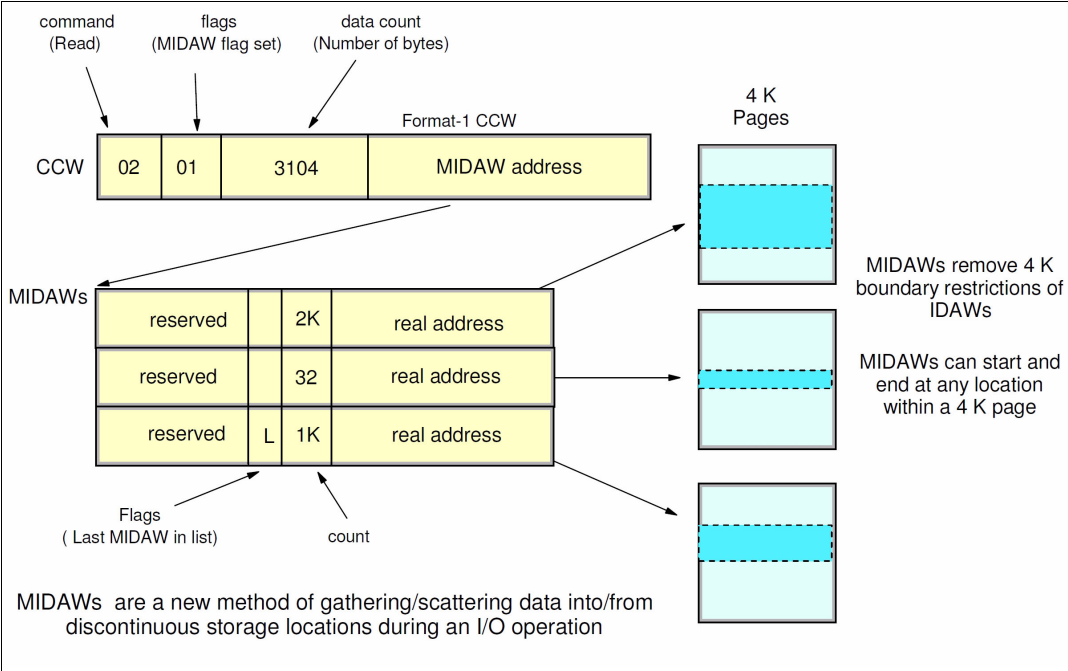 command
(Read)
flags
(MIDAW flag set)
data count
(Number of bytes)
4 K
Pages
Format-1 CCW
CCW
02
01
3104
MIDAW address
MIDAWs
reserved
2K
real address
reserved
32
real address
reserved
L
1K
real address
MIDAWs remove 4 K
boundary restrictions of
IDAWs
MIDAWs can start and
end at any location
within a 4 K page
Flags
( Last MIDAW in list)
count
MIDAWs are a new method of gathering/scattering data into/from
discontinuous storage locations during an I/O operation